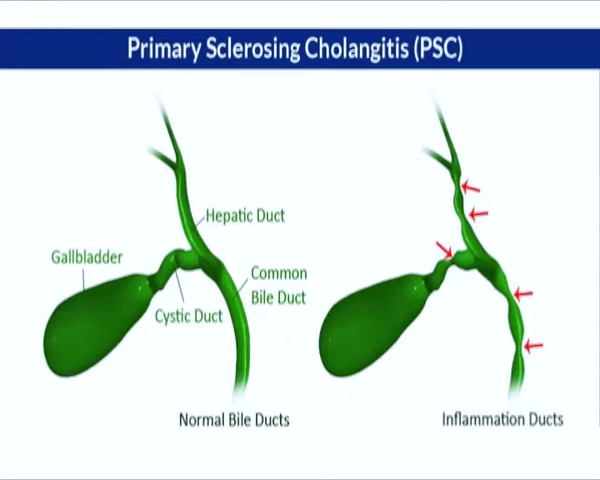 Primary Sclerosing Cholangitis (PSC)
Hepatic Duct
Gallbladder
Common
Bile Duct
Cystic Duct
Normal Bile Ducts
Inflammation Ducts